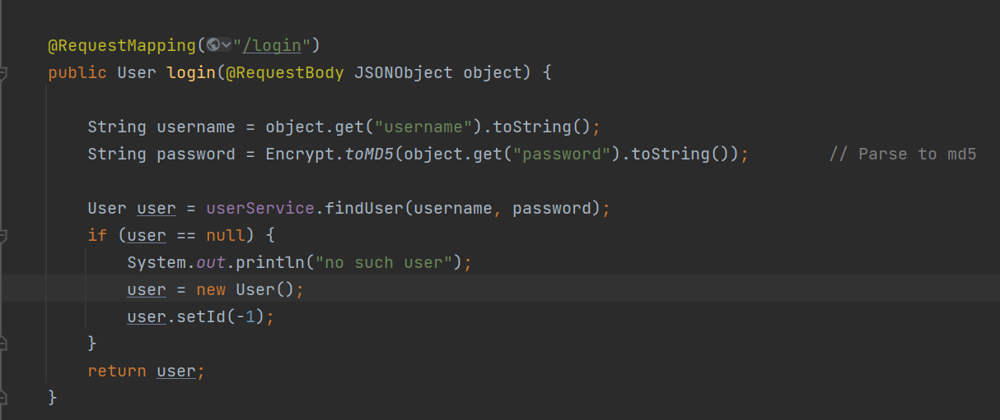 @RequestMapping("/login")
public User login(@RequestBody JSONObject object) {
String username = object.get("username").toString();
String password = Encrypt.toMD5(object.get("password").toString());        // Parse to md5
User user = userService.findUser(username, password);
if (user == null) {
System.out.println("no such user");
user = new User();
user.setId(-1);
}
return user;
}